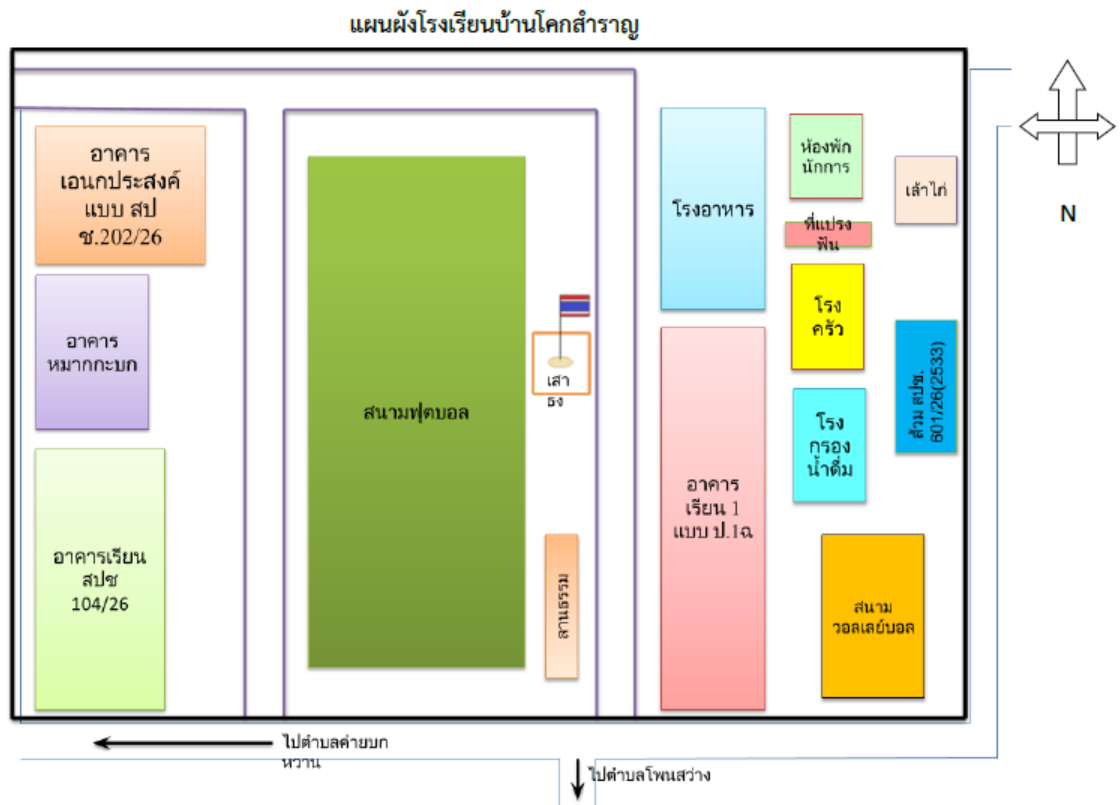 แผนผังโรงเรียนบ้านโคกสำราญ
อาคาร
เอนกประสงค์
แบบ สป
ช.202/26
อาคาร
หมากกะบก
อาคารเรียน
สปช
104/26
สนามฟุตบอล
เสา
ธง
ลานธรรม
โรงอาหาร
อาคาร
เรียน 1
แบบ ป.1ฉ
ห้องพัก
นักการ
ที่แปรง
ฟัน
โรง
ครัว
โรง
กรอง
น้ำดื่ม
สนาม
วอลเลย์บอล
เล้าไก่
ส้วม สปช.
601/26(2533)
N
ไปตำบลค่ายบก
หวาน
ไปตำบลโพนสว่าง